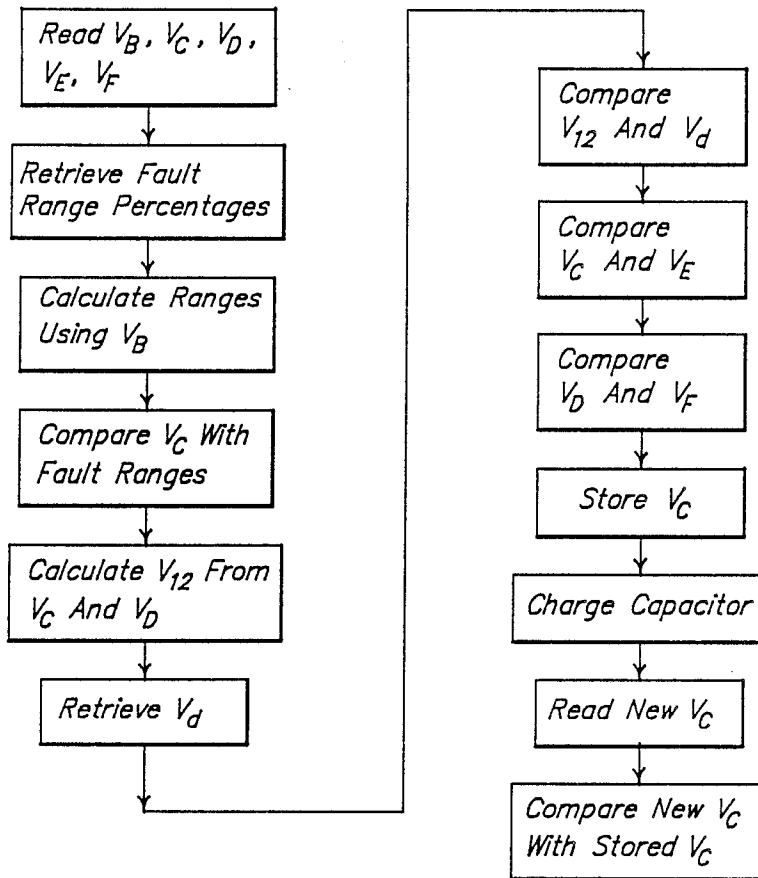 Read V_B, V_C, V_D,
V_E, V_F
Retrieve Fault
Range Percentages
Calculate Ranges
Using V_B
Compare V_C With
Fault Ranges
Calculate V_12 From
V_C And V_D
Retrieve V_d
Compare
V_12 And V_d
Compare
V_C And V_E
Compare
V_D And V_F
Store V_C
Charge Capacitor
Read New V_C
Compare New V_C
With Stored V_C